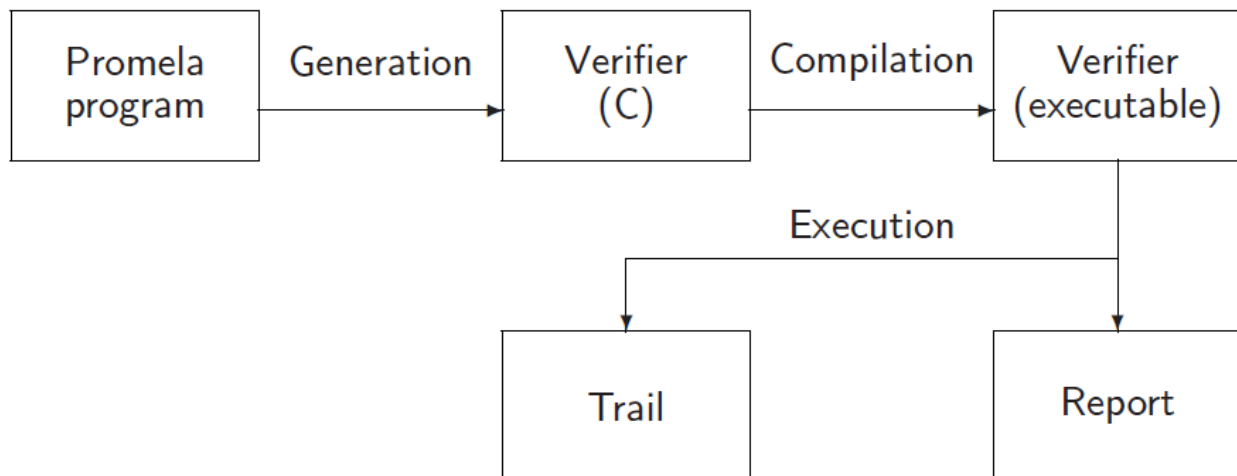 Promela
program
Generation
Verifier
(C)
Compilation
Verifier
(executable)
Execution
Trail
Report